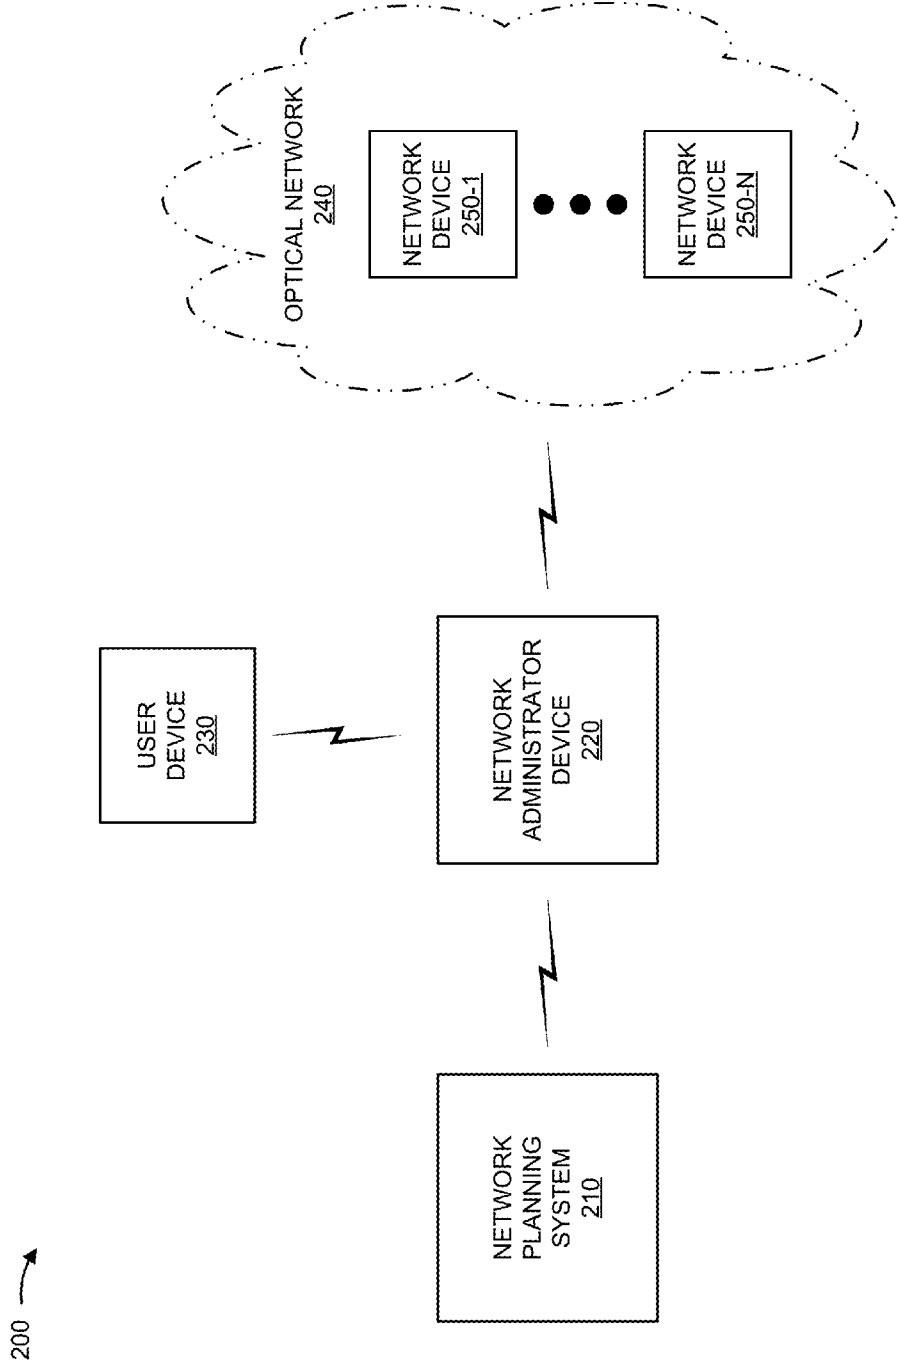 200
NETWORK
PLANNING
SYSTEM
210
NETWORK
ADMINISTRATOR
DEVICE
220
USER
DEVICE
230
OPTICAL NETWORK
240
NETWORK
DEVICE
250-1
NETWORK
DEVICE
250-N